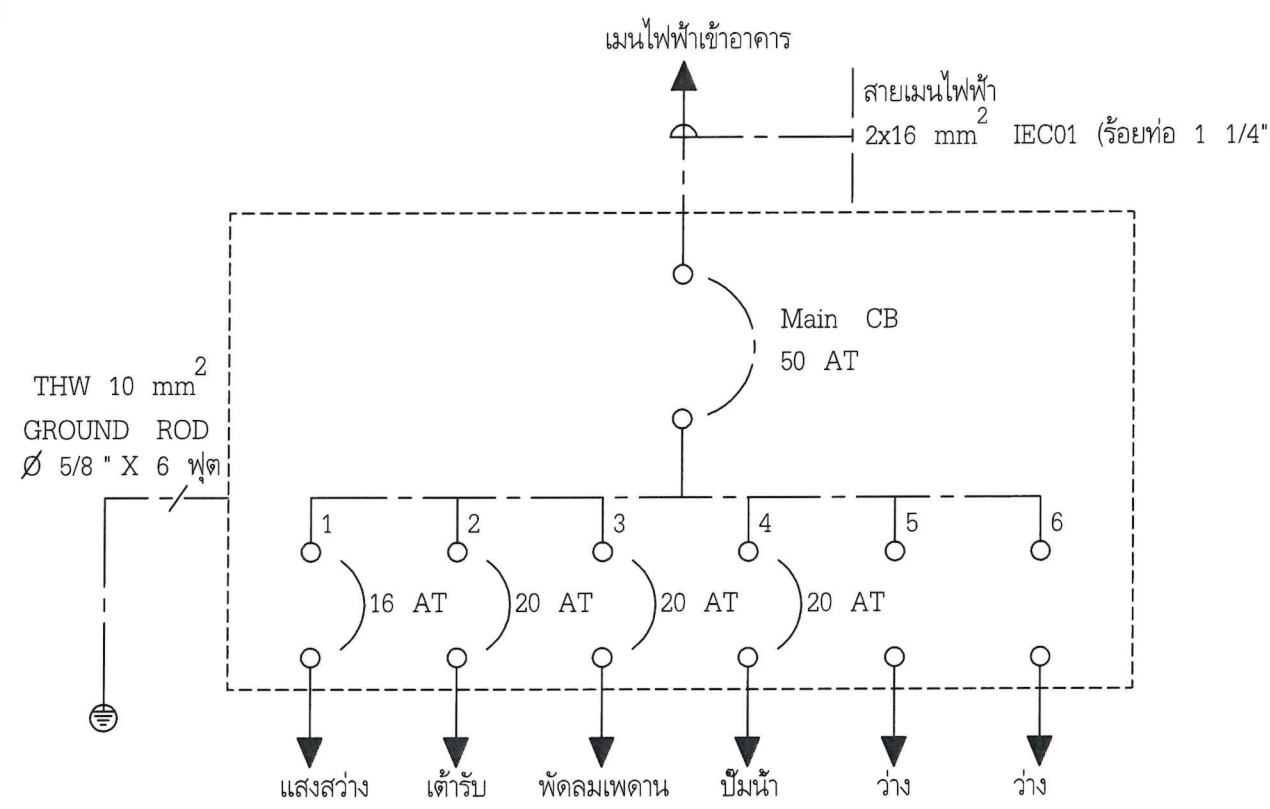 เมนไฟฟ้าเข้าอาคาร
สายเมนไฟฟ้า
2x16 mm² IEC01 (ร้อยท่อ 1 1/4"
Main CB
50 AT
THW 10 mm²
GROUND ROD
Ø 5/8 " X 6 ฟุต
1 2 3 4 5 6
16 AT 20 AT 20 AT 20 AT
แสงสว่าง เต้ารับ พัดลมเพดาน ปั๊มน้ำ ว่าง ว่าง